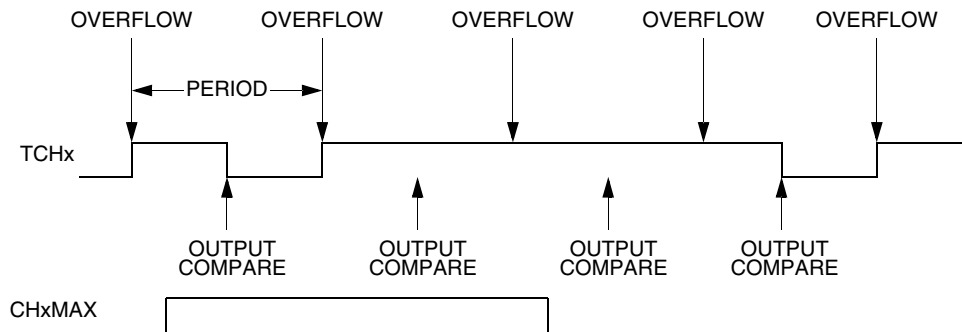 OVERFLOW OVERFLOW OVERFLOW OVERFLOW OVERFLOW
PERIOD
TCHx
OUTPUT OUTPUT OUTPUT OUTPUT
COMPARE COMPARE COMPARE COMPARE
CHxMAX